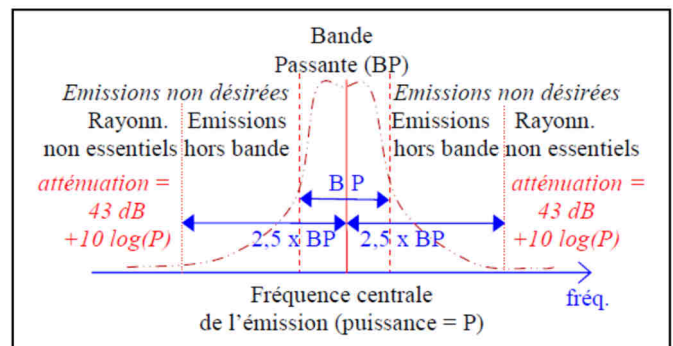 Bande
Passante (BP)
Emissions non désirées
Emissions non désirées
Rayonn.
non essentiels
Emissions
hors bande
Emissions
hors bande
Rayonn.
non essentiels
atténuation =
43 dB
+10 log(P)
B P
atténuation =
43 dB
+10 log(P)
2,5 x BP
2,5 x BP
Fréquence centrale
de l’émission (puissance = P)
fréq.